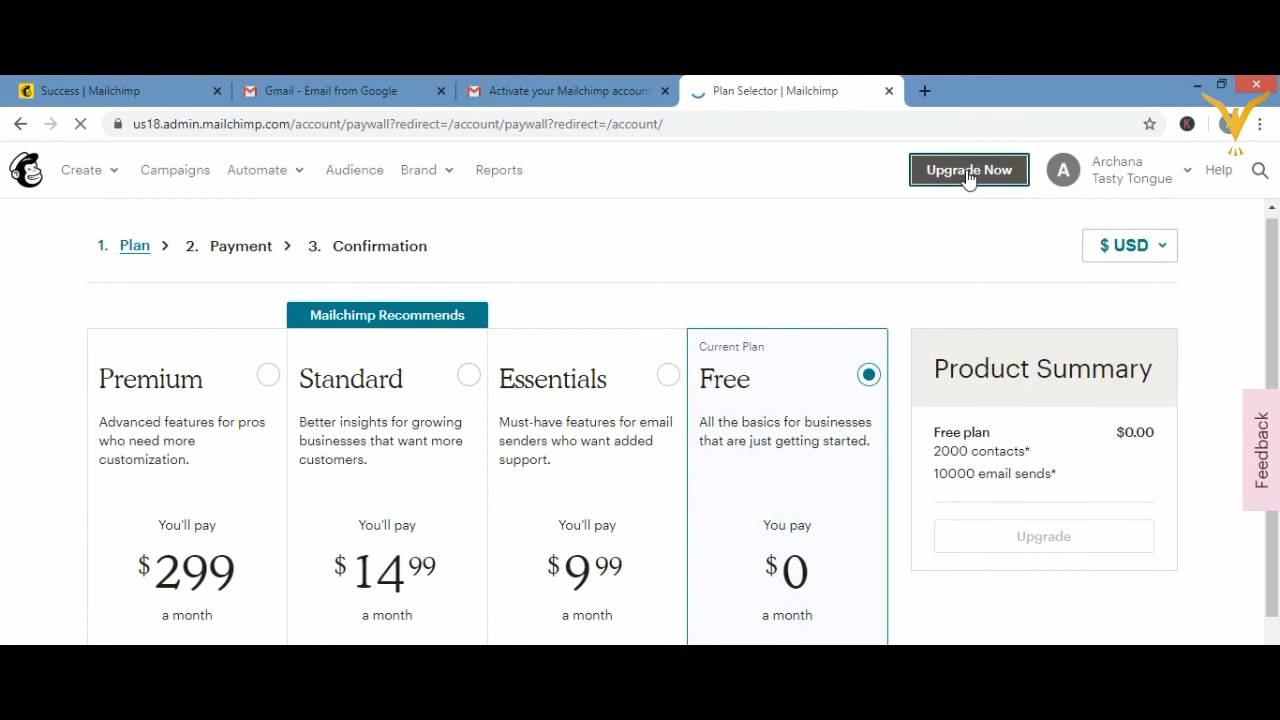 Success | Mailchimp
Gmail - Email from Google
Activate your Mailchimp accoun
Plan Selector | Mailchimp
us18.admin.mailchimp.com/account/paywall?redirect=/account/paywall?redirect=/account/
K
Create
Campaigns
Automate
Audience
Brand
Reports
Upgrade Now
A
Archana
Tasty Tongue
Help
1. Plan
2. Payment
3. Confirmation
$ USD
Mailchimp Recommends
Premium
Advanced features for pros
who need more
customization.
You'll pay
$299
a month
Standard
Better insights for growing
businesses that want more
customers.
You'll pay
$14 99
a month
Essentials
Must-have features for email
senders who want added
support.
You'll pay
$9 99
a month
Current Plan
Free
All the basics for businesses
that are just getting started.
You pay
$0
a month
Product Summary
Free plan $0.00
2000 contacts*
10000 email sends*
Upgrade
Feedback